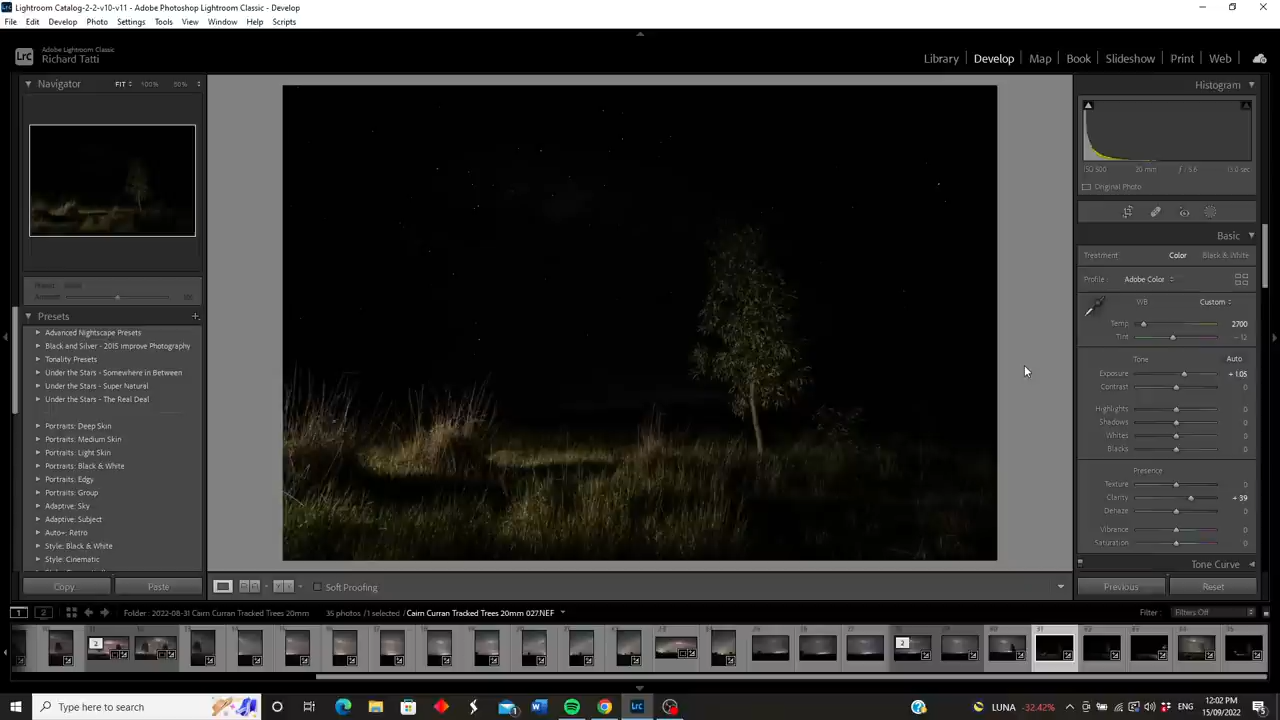 Lightroom Catalog-2-2-v10-v11 - Adobe Photoshop Lightroom Classic - Develop
File Edit Develop Photo Settings Tools View Window Help Scripts
Lrc Adobe Lightroom Classic
Richard Tatti
Library Develop Map Book Slideshow Print Web
Navigator FIT 100% 50%
Histogram
ISO 500 20 mm f / 5.6
Original Photo
Basic
Treatment Color Black & White
Profile: Adobe Color
WB Custom
Temp 2700
Tint - 12
Tone Auto
Exposure + 1.05
Contrast 0
Highlights 0
Shadows 0
Whites 0
Blacks 0
Presence
Texture 0
Clarity + 39
Dehaze 0
Vibrance 0
Saturation 0
Tone Curve
Previous Reset
Preset
Amount 100
Presets
Advanced Nightscape Presets
Black and Silver - 2015 Improve Photography
Tonality Presets
Under the Stars - Somewhere in Between
Under the Stars - Super Natural
Under the Stars - The Real Deal
Portraits: Deep Skin
Portraits: Medium Skin
Portraits: Light Skin
Portraits: Black & White
Portraits: Edgy
Portraits: Group
Adaptive: Sky
Adaptive: Subject
Auto+: Retro
Style: Black & White
Style: Cinematic
Copy... Paste
Soft Proofing
1 2 Folder : 2022-08-31 Cairn Curran Tracked Trees 20mm 35 photos / 1 selected / Cairn Curran Tracked Trees 20mm 027.NEF
Filter : Filters Off
2 2
Type here to search
LUNA -32.42% ENG 12:02 PM
15/09/2022